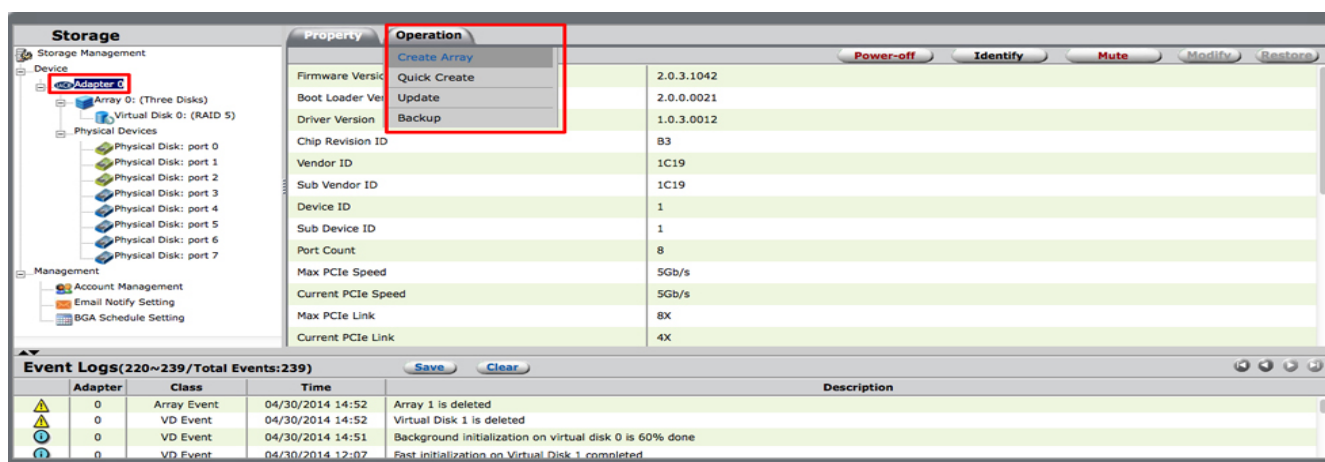 Storage
Storage Management
Device
Adapter 0
Array 0: (Three Disks)
Virtual Disk 0: (RAID 5)
Physical Devices
Physical Disk: port 0
Physical Disk: port 1
Physical Disk: port 2
Physical Disk: port 3
Physical Disk: port 4
Physical Disk: port 5
Physical Disk: port 6
Physical Disk: port 7
Management
Account Management
Email Notify Setting
BGA Schedule Setting
Property Operation
Create Array
Quick Create
Update
Backup
Power-off Identify Mute Modify Restore
Firmware Versic 2.0.3.1042
Boot Loader Ver 2.0.0.0021
Driver Version 1.0.3.0012
Chip Revision ID B3
Vendor ID 1C19
Sub Vendor ID 1C19
Device ID 1
Sub Device ID 1
Port Count 8
Max PCIe Speed 5Gb/s
Current PCIe Speed 5Gb/s
Max PCIe Link 8X
Current PCIe Link 4X
Event Logs(220~239/Total Events:239) Save Clear
Adapter Class Time Description
0 Array Event 04/30/2014 14:52 Array 1 is deleted
0 VD Event 04/30/2014 14:52 Virtual Disk 1 is deleted
0 VD Event 04/30/2014 14:51 Background initialization on virtual disk 0 is 60% done
0 VD Event 04/30/2014 12:07 Fast initialization on Virtual Disk 1 completed